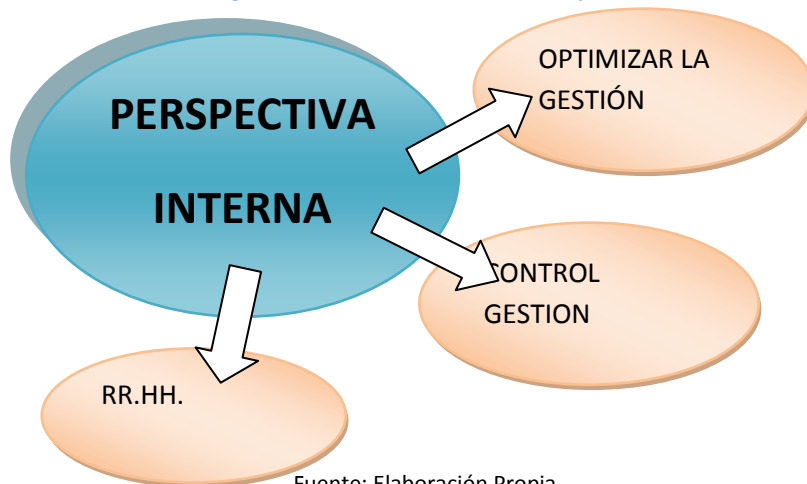 PERSPECTIVA
INTERNA
OPTIMIZAR LA
GESTIÓN
CONTROL
GESTION
RR.HH.
Fuente: Elaboración Propia